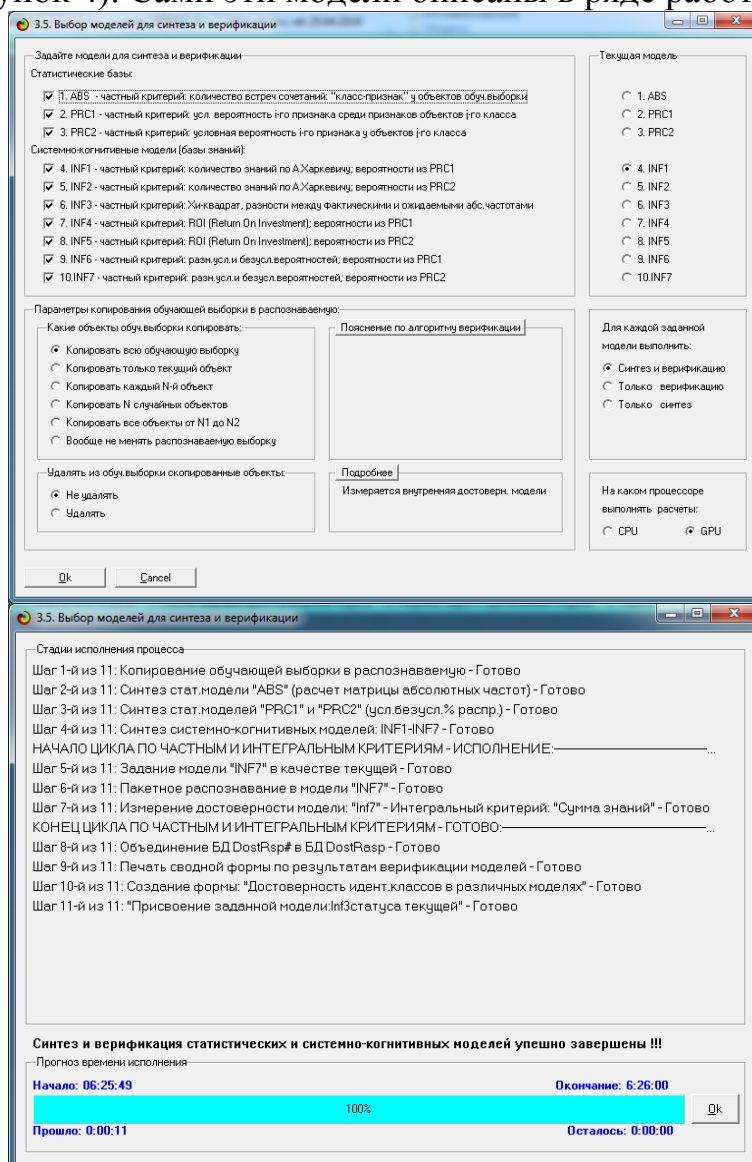 унок 4). Сами эти модели описаны в ряде работ
3.5. Выбор моделей для синтеза и верификации
Задайте модели для синтеза и верификации
Статистические базы:
1. ABS - частный критерий: количество встреч сочетаний: "класс-признак" у объектов обуч.выборки
2. PRC1 - частный критерий: усл. вероятность i-го признака среди признаков объектов j-го класса
3. PRC2 - частный критерий: условная вероятность i-го признака у объектов j-го класса
Системно-когнитивные модели (базы знаний):
4. INF1 - частный критерий: количество знаний по А.Харкевичу; вероятности из PRC1
5. INF2 - частный критерий: количество знаний по А.Харкевичу; вероятности из PRC2
6. INF3 - частный критерий: Хи-квадрат, разности между фактическими и ожидаемыми абс.частотами
7. INF4 - частный критерий: ROI (Return On Investment); вероятности из PRC1
8. INF5 - частный критерий: ROI (Return On Investment); вероятности из PRC2
9. INF6 - частный критерий: разн.усл.и безусл.вероятностей; вероятности из PRC1
10.INF7 - частный критерий: разн.усл.и безусл.вероятностей; вероятности из PRC2
Текущая модель
1. ABS
2. PRC1
3. PRC2
4. INF1
5. INF2
6. INF3
7. INF4
8. INF5
9. INF6
10.INF7
Параметры копирования обучающей выборки в распознаваемую:
Какие объекты обуч.выборки копировать:
Копировать всю обучающую выборку
Копировать только текущий объект
Копировать каждый N-й объект
Копировать N случайных объектов
Копировать все объекты от N1 до N2
Вообще не менять распознаваемую выборку
Пояснение по алгоритму верификации
Удалять из обуч.выборки скопированные объекты:
Не удалять
Удалять
Подробнее
Измеряется внутренняя достоверн. модели
Для каждой заданной
модели выполнить:
Синтез и верификацию
Только верификацию
Только синтез
На каком процессоре
выполнять расчеты:
CPU GPU
Ok Cancel
3.5. Выбор моделей для синтеза и верификации
Стадии исполнения процесса
Шаг 1-й из 11: Копирование обучающей выборки в распознаваемую - Готово
Шаг 2-й из 11: Синтез стат.модели "ABS" (расчет матрицы абсолютных частот) - Готово
Шаг 3-й из 11: Синтез стат.моделей "PRC1" и "PRC2" (усл.безусл.% распр.) - Готово
Шаг 4-й из 11: Синтез системно-когнитивных моделей: INF1-INF7 - Готово
НАЧАЛО ЦИКЛА ПО ЧАСТНЫМ И ИНТЕГРАЛЬНЫМ КРИТЕРИЯМ - ИСПОЛНЕНИЕ:——————————...
Шаг 5-й из 11: Задание модели "INF7" в качестве текущей - Готово
Шаг 6-й из 11: Пакетное распознавание в модели "INF7" - Готово
Шаг 7-й из 11: Измерение достоверности модели: "Inf7" - Интегральный критерий: "Сумма знаний" - Готово
КОНЕЦ ЦИКЛА ПО ЧАСТНЫМ И ИНТЕГРАЛЬНЫМ КРИТЕРИЯМ - ГОТОВО:——————————...
Шаг 8-й из 11: Объединение БД DostRsp# в БД DostRasp - Готово
Шаг 9-й из 11: Печать сводной формы по результатам верификации моделей - Готово
Шаг 10-й из 11: Создание формы: "Достоверность идент.классов в различных моделях" - Готово
Шаг 11-й из 11: "Присвоение заданной модели:Inf3статуса текущей" - Готово
Синтез и верификация статистических и системно-когнитивных моделей упешно завершены !!!
Прогноз времени исполнения
Начало: 06:25:49 Окончание: 6:26:00
100%
Ok
Прошло: 0:00:11 Осталось: 0:00:00